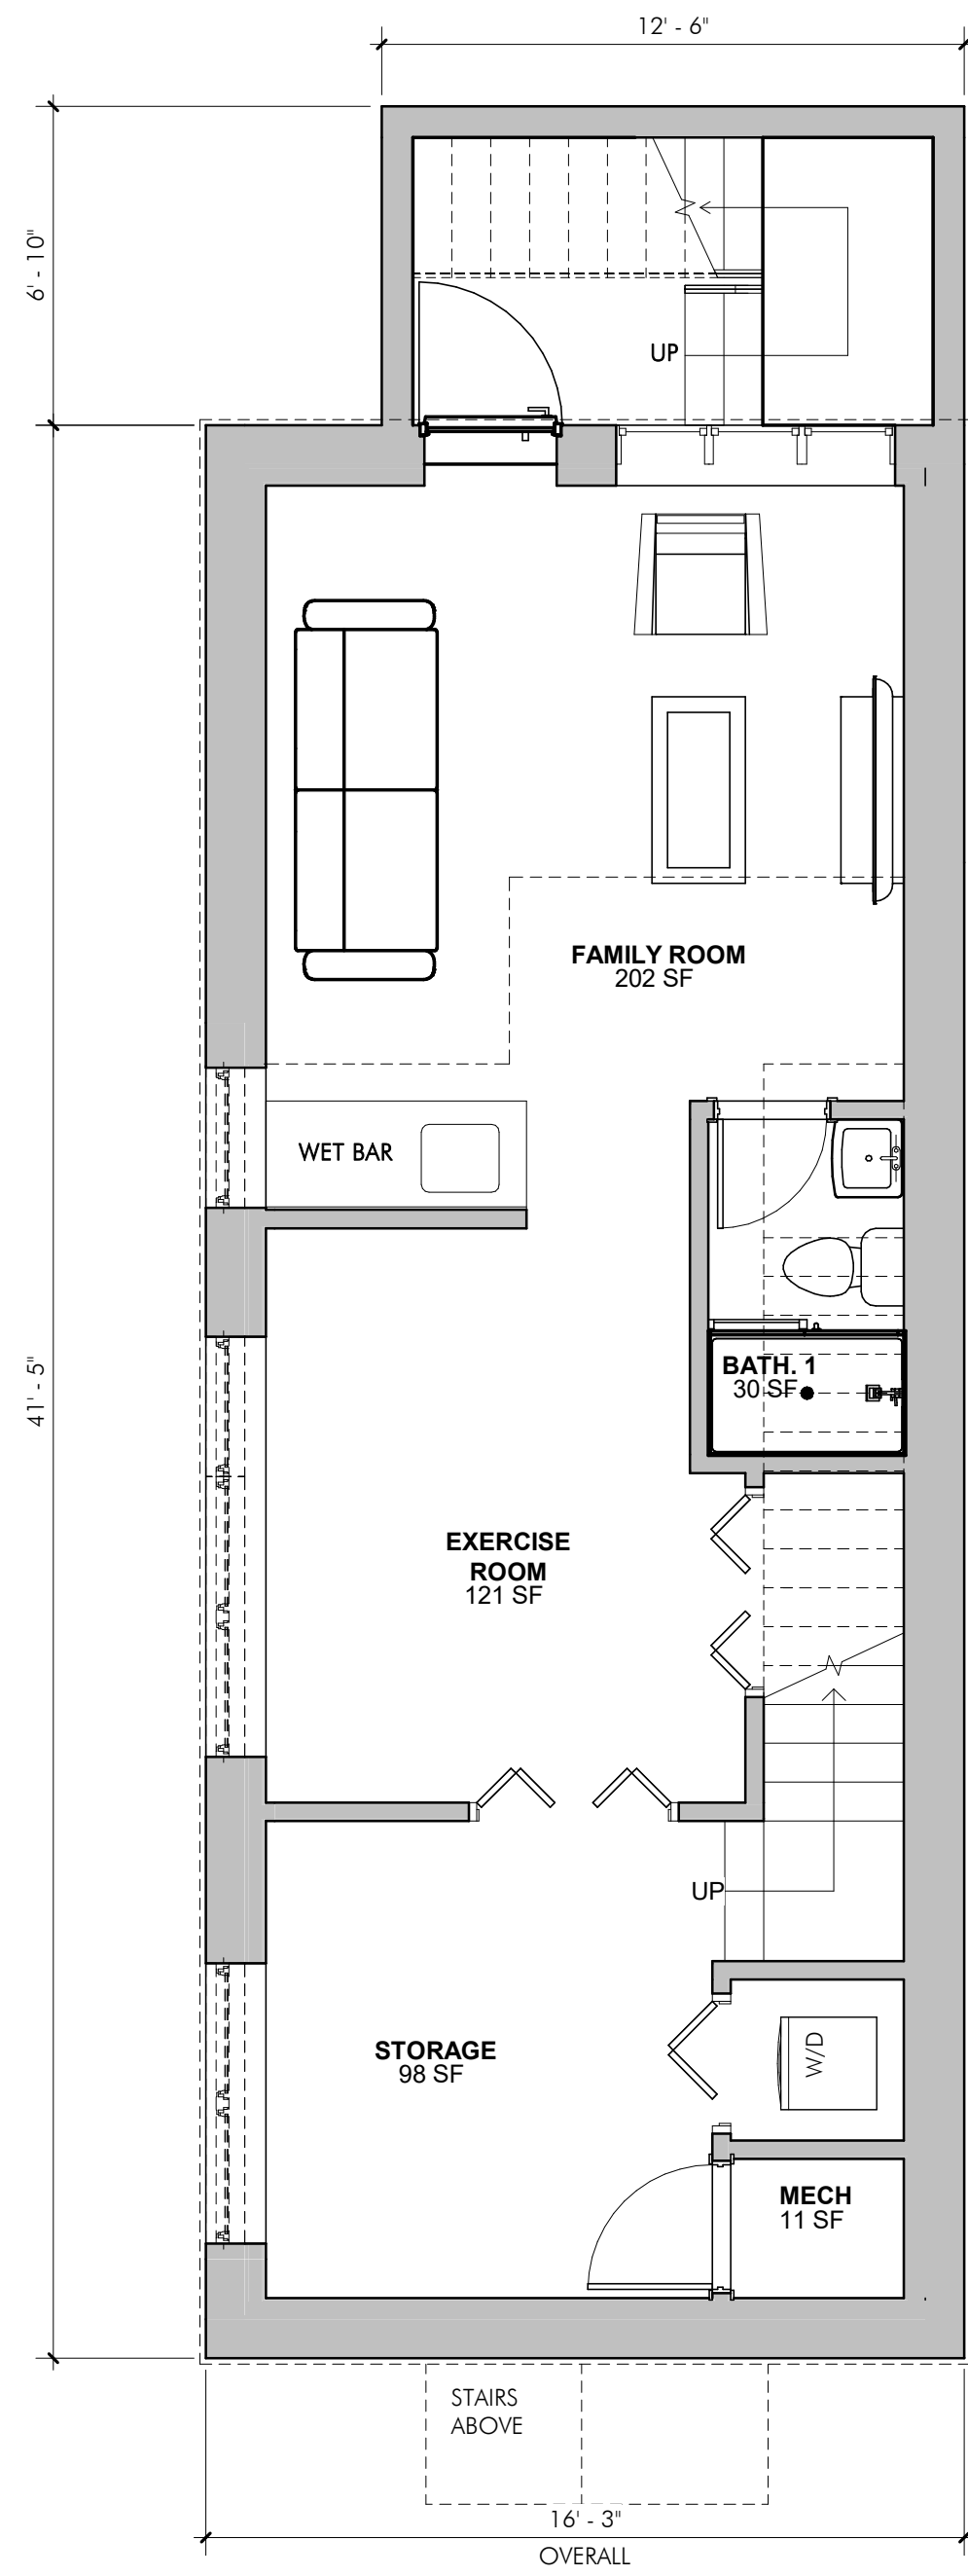 12' - 6"
6' - 10"
UP
FAMILY ROOM
202 SF
WET BAR
41' - 5"
BATH. 1
30 SF
EXERCISE
ROOM
121 SF
UP
STORAGE
98 SF
W/D
MECH
11 SF
STAIRS
ABOVE
16' - 3"
OVERALL